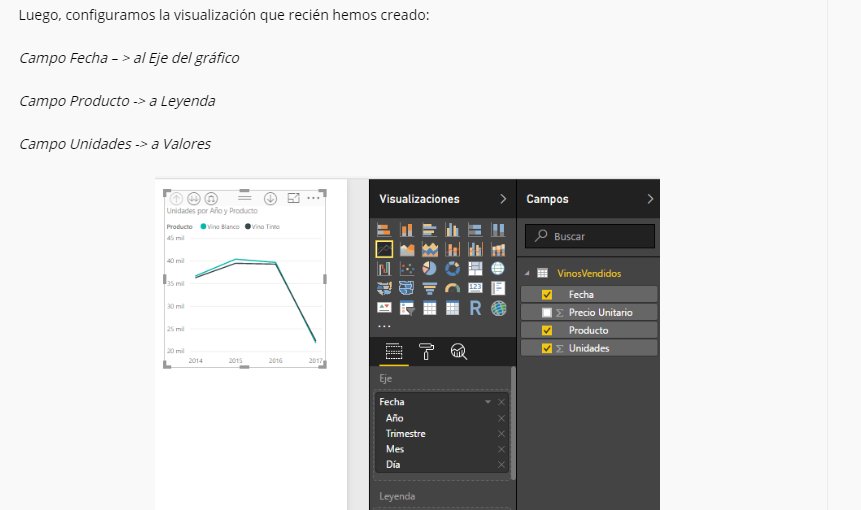 Luego, configuramos la visualización que recién hemos creado:
Campo Fecha – > al Eje del gráfico
Campo Producto -> a Leyenda
Campo Unidades -> a Valores
Unidades por Año y Producto
Producto Vino Blanco Vino Tinto
45 mil
40 mil
35 mil
30 mil
25 mil
20 mil
2014 2015 2016 2017
Visualizaciones
123
R
Eje
Fecha
Año
Trimestre
Mes
Día
Leyenda
Campos
Buscar
VinosVendidos
Fecha
Σ Precio Unitario
Producto
Σ Unidades